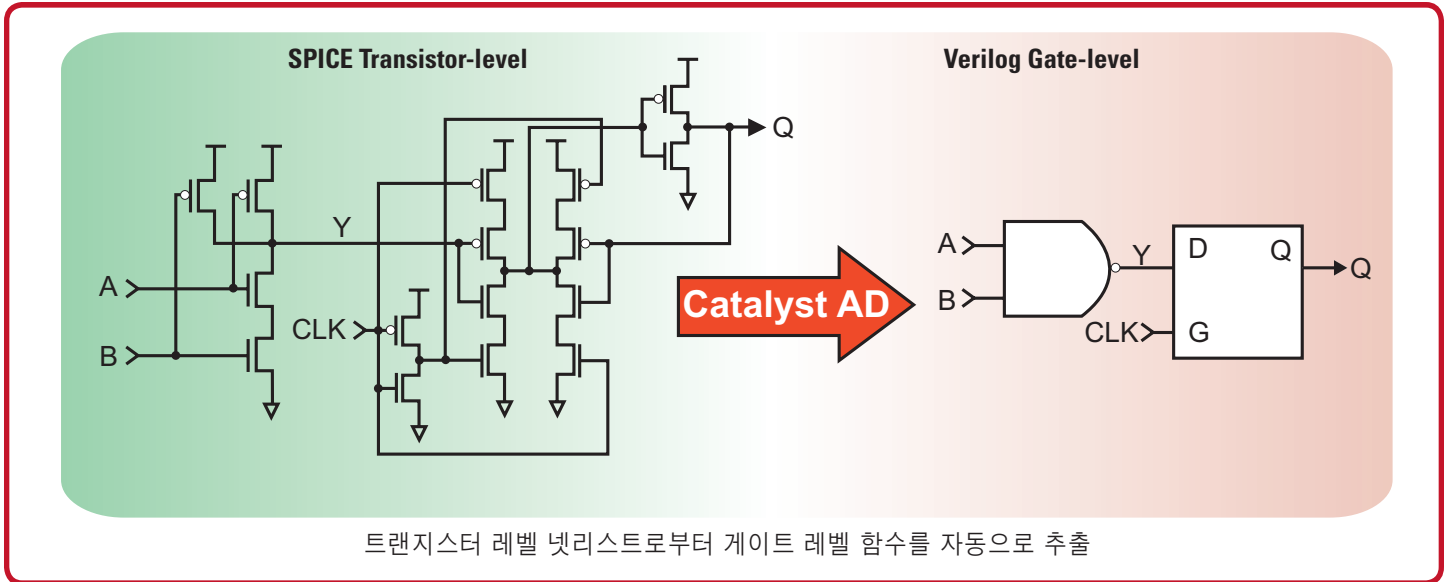 SPICE Transistor-level
Verilog Gate-level
Q
Y
A
B
CLK
Catalyst AD
A
B
Y
D
Q
Q
CLK
G
트랜지스터 레벨 넷리스트로부터 게이트 레벨 함수를 자동으로 추출